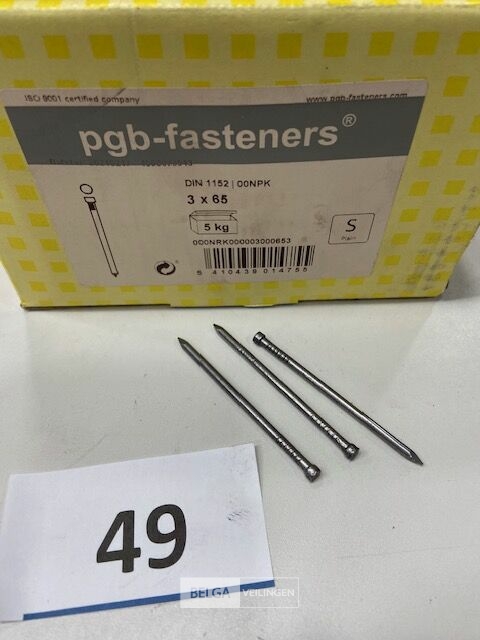 ISO 9001 certified company
www.pgb-fasteners.com
pgb-fasteners®
DIN 1152 | 00NPK
3 x 65
5 kg
S
Plain
000NRK000003000653
5 410439 014755
49
BELGA VEILINGEN